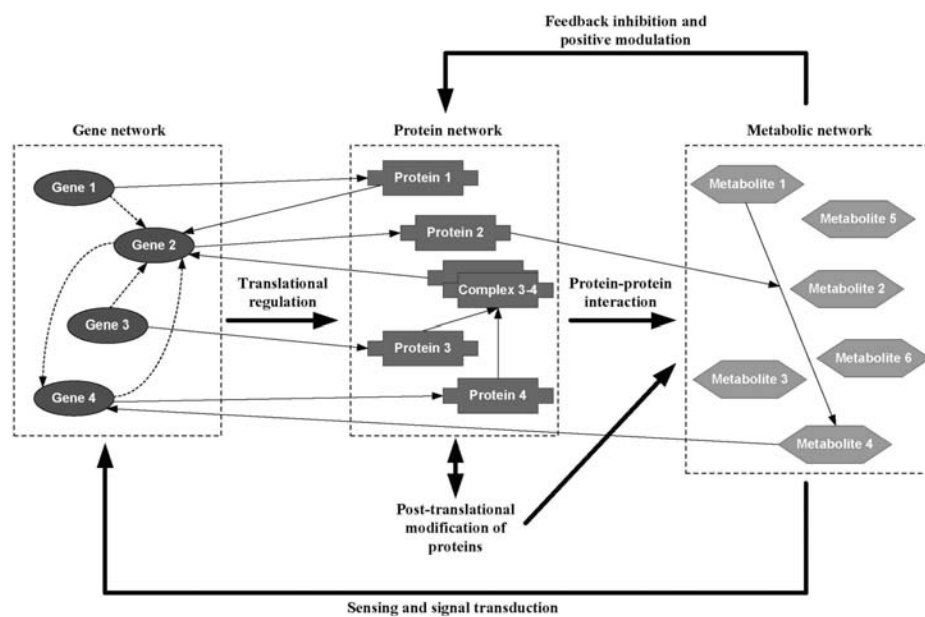 Feedback inhibition and
positive modulation
Gene network
Protein network
Metabolic network
Gene 1
Protein 1
Metabolite 1
Metabolite 5
Gene 2
Protein 2
Translational
regulation
Complex 3-4
Protein-protein
interaction
Metabolite 2
Gene 3
Protein 3
Metabolite 6
Metabolite 3
Gene 4
Protein 4
Metabolite 4
Post-translational
modification of
proteins
Sensing and signal transduction